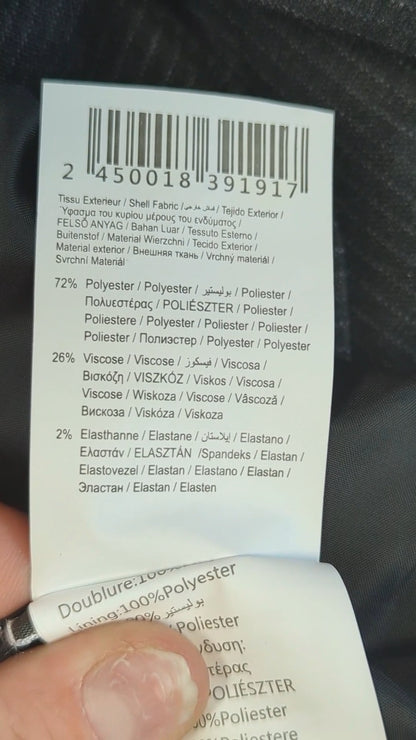 2 450018 391917
Tissu Exterieur / Shell Fabric / قماش خارجي / Tejido Exterior /
Ύφασμα του κυρίου μέρους του ενδύματος /
FELSŐ ANYAG / Bahan Luar / Tessuto Esterno /
Buitenstof / Materiał Wierzchni / Tecido Exterior /
Material exterior / Внешняя ткань / Vrchný materiál /
Svrchní Materiál
72% Polyester / Polyester / بوليستير / Poliester /
Πολυεστέρας / POLIÉSZTER / Poliester /
Poliestere / Polyester / Poliester / Poliester /
Poliester / Полиэстер / Polyester / Polyester
26% Viscose / Viscose / فيسكوز / Viscosa /
Βισκόζη / VISZKÓZ / Viskos / Viscosa /
Viscose / Wiskoza / Viscose / Vâscoză /
Вискоза / Viskóza / Viskoza
2% Elasthanne / Elastane / إيلاستان / Elastano /
Ελαστάν / ELASZTÁN /Spandeks / Elastan /
Elastovezel / Elastan / Elastano / Elastan /
Эластан / Elastan / Elasten
Doublure:100%
Lining:100%Polyester
بوليستير
Poliester
OLIÉSZTER
%Poliester